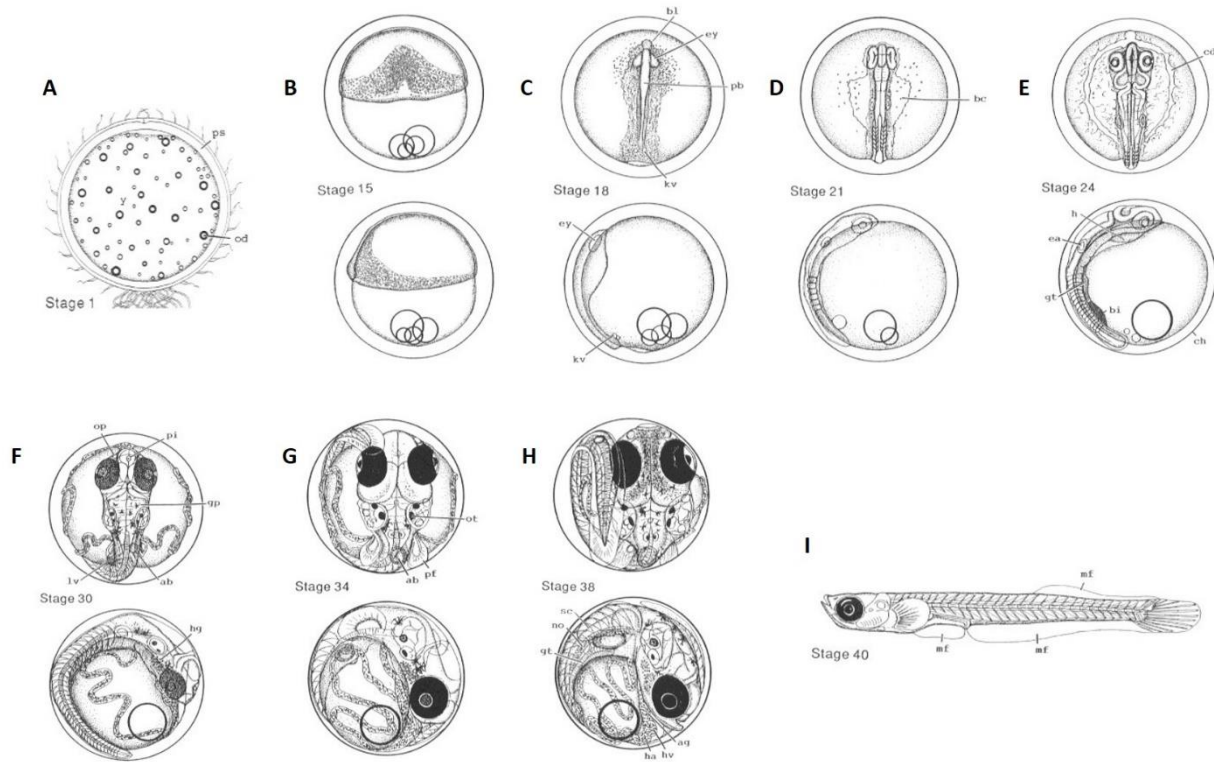 A
ps
y
od
Stage 1
B
Stage 15
C
bl
ey
pb
kv
Stage 18
ey
kv
D
bc
Stage 21
E
cd
Stage 24
h
ea
gt
bi
ch
F
op
pi
gp
lv
ab
Stage 30
hg
G
ot
ab
pf
Stage 34
H
Stage 38
sc
no
gt
ag
hv
ha
I
mf
mf
mf
Stage 40